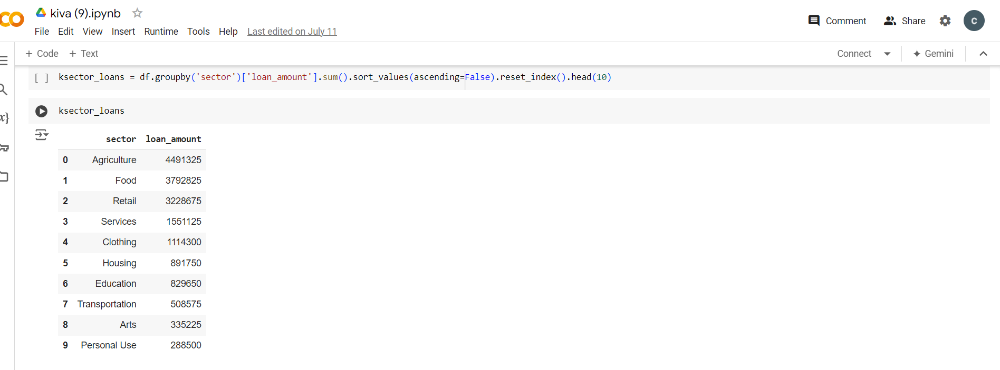 kiva (9).ipynb
File Edit View Insert Runtime Tools Help Last edited on July 11
Comment Share C
+ Code + Text
Connect Gemini
[ ] ksector_loans = df.groupby('sector')['loan_amount'].sum().sort_values(ascending=False).reset_index().head(10)
ksector_loans
sector loan_amount
0 Agriculture 4491325
1 Food 3792825
2 Retail 3228675
3 Services 1551125
4 Clothing 1114300
5 Housing 891750
6 Education 829650
7 Transportation 508575
8 Arts 335225
9 Personal Use 288500